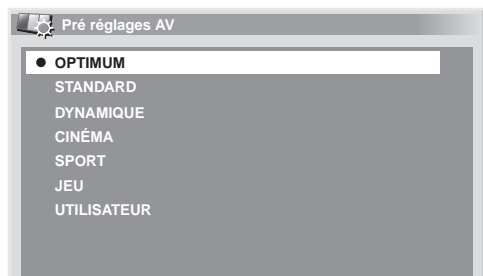 Pré réglages AV
OPTIMUM
STANDARD
DYNAMIQUE
CINÉMA
SPORT
JEU
UTILISATEUR